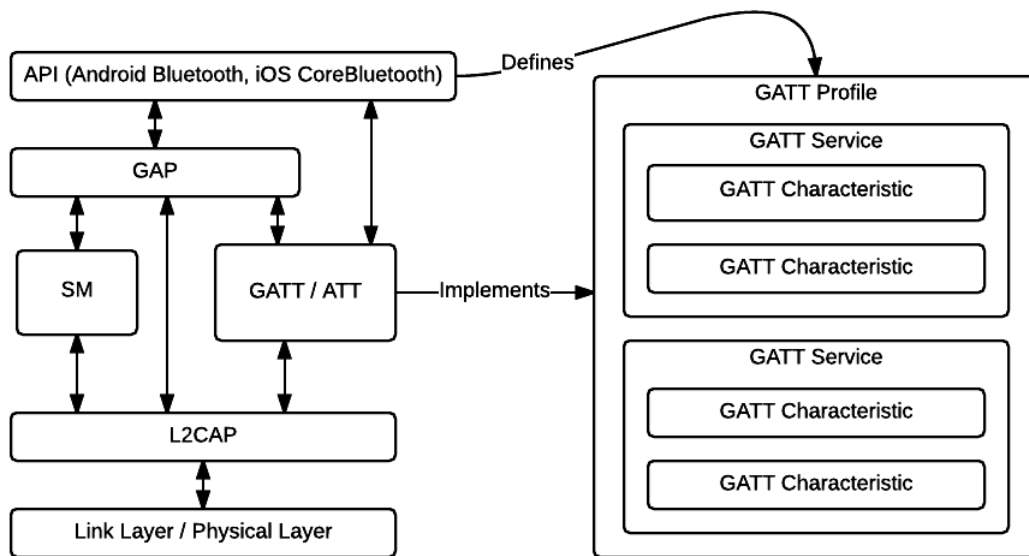 Defines
API (Android Bluetooth, iOS CoreBluetooth)
GAP
SM
GATT / ATT
Implements
L2CAP
Link Layer / Physical Layer
GATT Profile
GATT Service
GATT Characteristic
GATT Characteristic
GATT Service
GATT Characteristic
GATT Characteristic